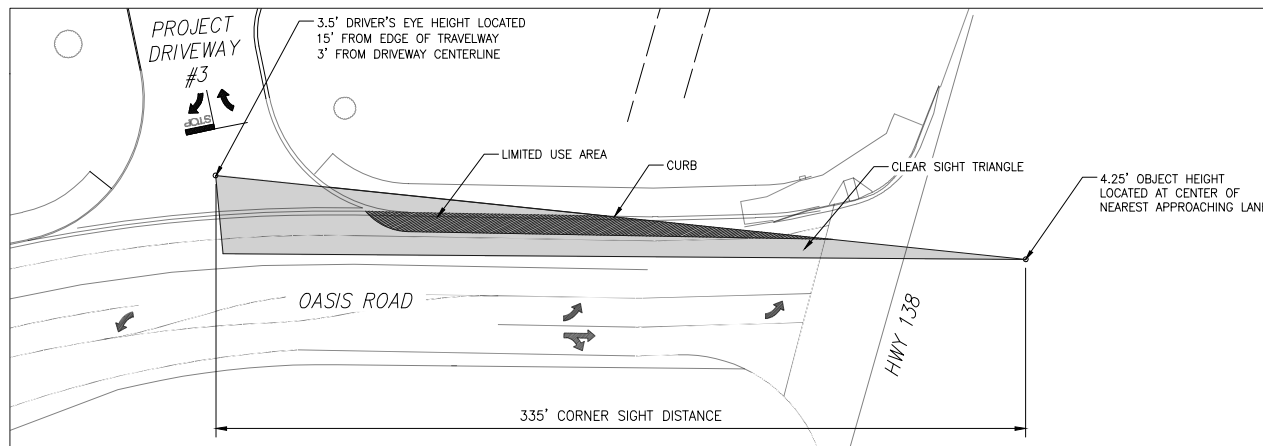 PROJECT
DRIVEWAY
#3
STOP
3.5' DRIVER'S EYE HEIGHT LOCATED
15' FROM EDGE OF TRAVELWAY
3' FROM DRIVEWAY CENTERLINE
LIMITED USE AREA
CURB
CLEAR SIGHT TRIANGLE
4.25' OBJECT HEIGHT
LOCATED AT CENTER OF
NEAREST APPROACHING LANE
OASIS ROAD
HWY 138
335' CORNER SIGHT DISTANCE